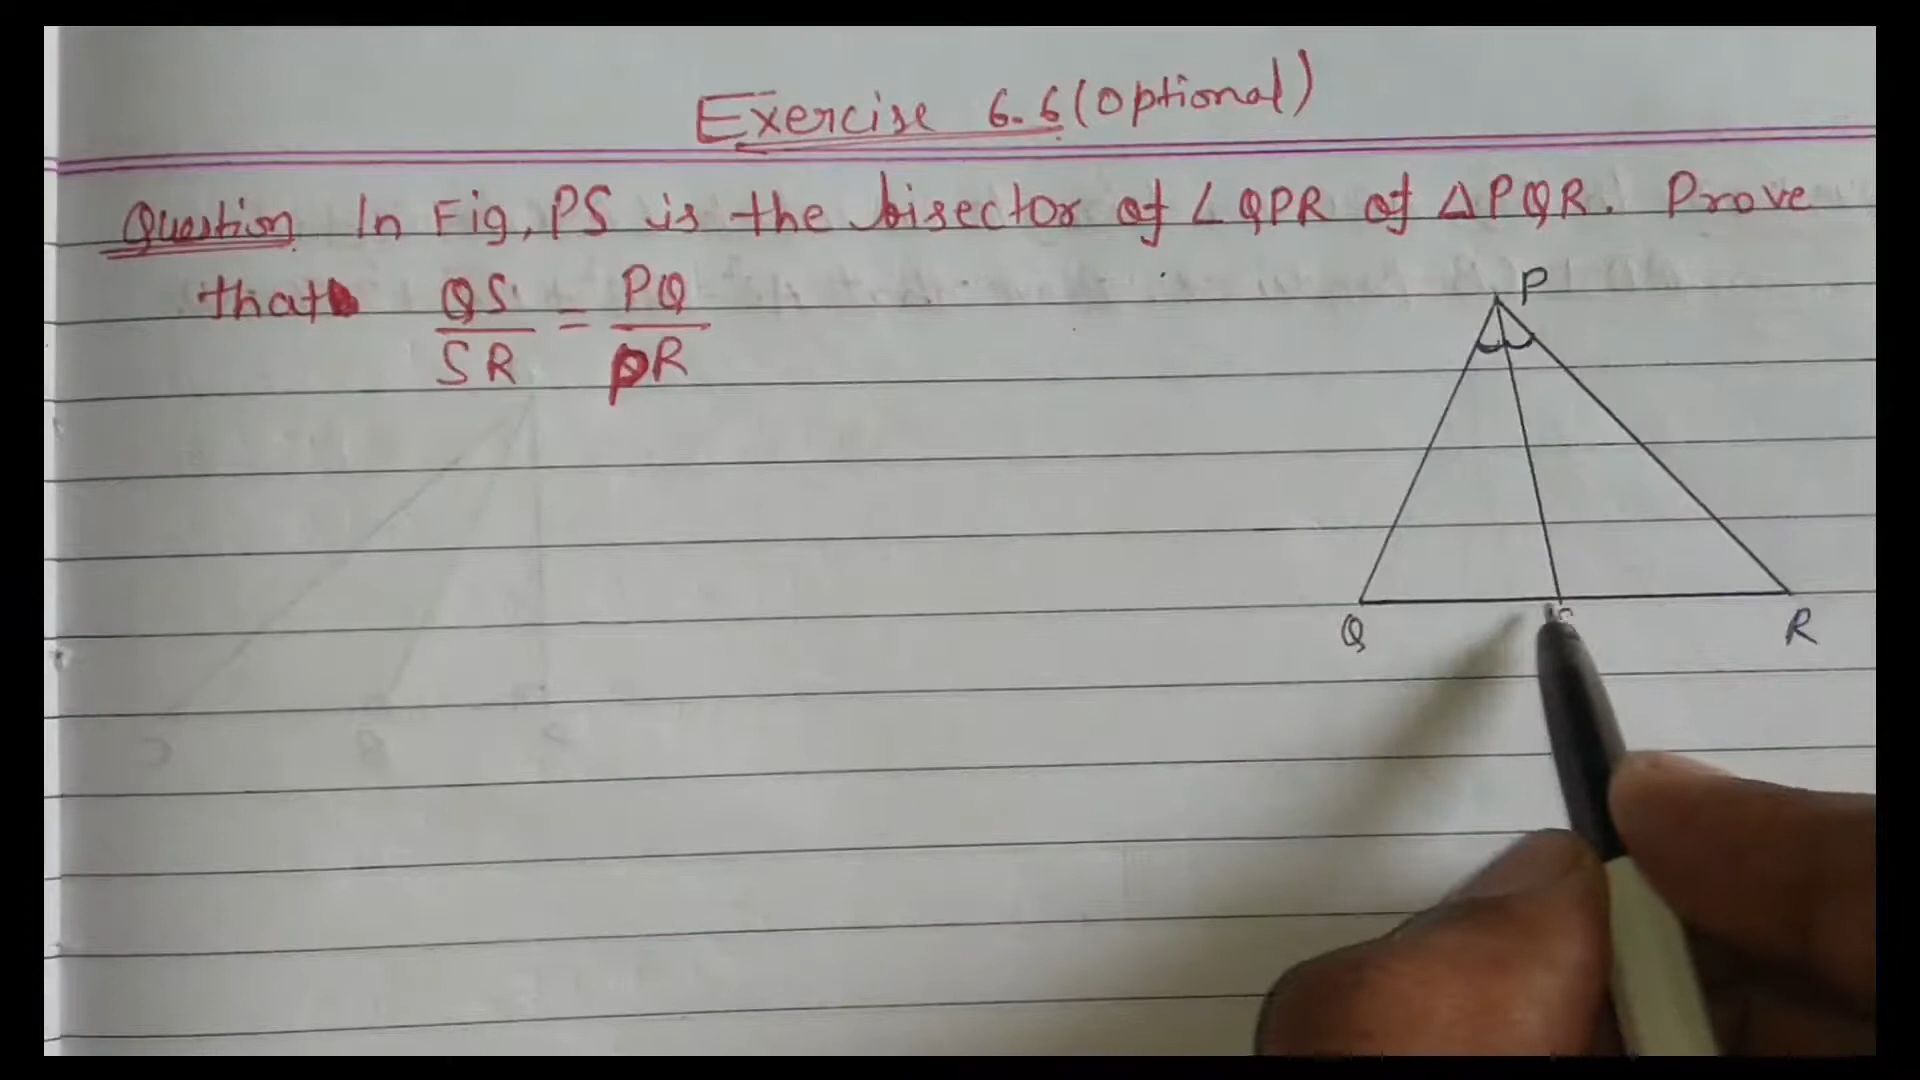 Exercise 6.6 (Optional)
Question In Fig, PS is the bisector of ∠QPR of △PQR. Prove
that QS/SR = PQ/PR
P
Q
R